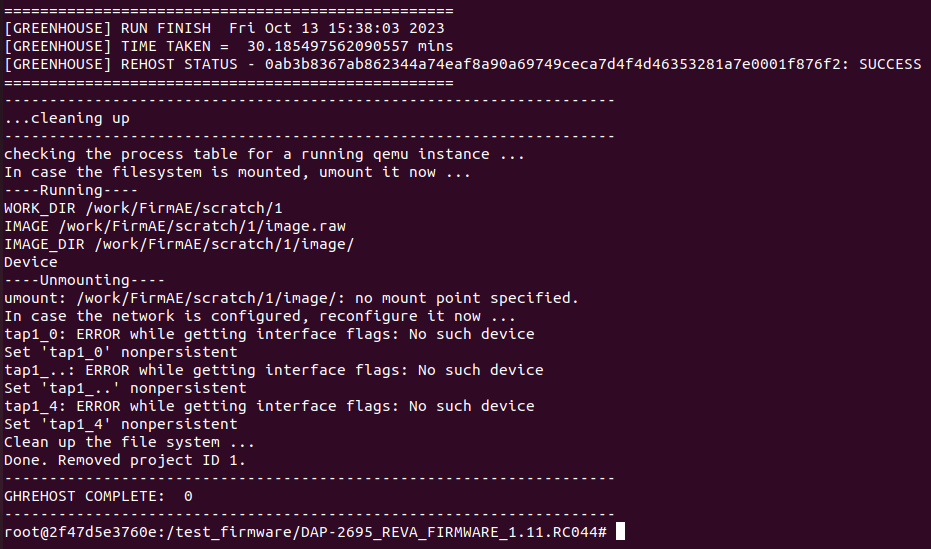 ==================================================
[GREENHOUSE] RUN FINISH  Fri Oct 13 15:38:03 2023
[GREENHOUSE] TIME TAKEN =  30.185497562090557 mins
[GREENHOUSE] REHOST STATUS - 0ab3b8367ab862344a74eaf8a90a69749ceca7d4f4d46353281a7e0001f876f2: SUCCESS
==================================================
--------------------------------------------------------------------
...cleaning up
--------------------------------------------------------------------
checking the process table for a running qemu instance ...
In case the filesystem is mounted, umount it now ...
----Running----
WORK_DIR /work/FirmAE/scratch/1
IMAGE /work/FirmAE/scratch/1/image.raw
IMAGE_DIR /work/FirmAE/scratch/1/image/
Device
----Unmounting----
umount: /work/FirmAE/scratch/1/image/: no mount point specified.
In case the network is configured, reconfigure it now ...
tap1_0: ERROR while getting interface flags: No such device
Set 'tap1_0' nonpersistent
tap1_..: ERROR while getting interface flags: No such device
Set 'tap1_..' nonpersistent
tap1_4: ERROR while getting interface flags: No such device
Set 'tap1_4' nonpersistent
Clean up the file system ...
Done. Removed project ID 1.
--------------------------------------------------------------------
GHREHOST COMPLETE:  0
--------------------------------------------------------------------
root@2f47d5e3760e:/test_firmware/DAP-2695_REVA_FIRMWARE_1.11.RC044#